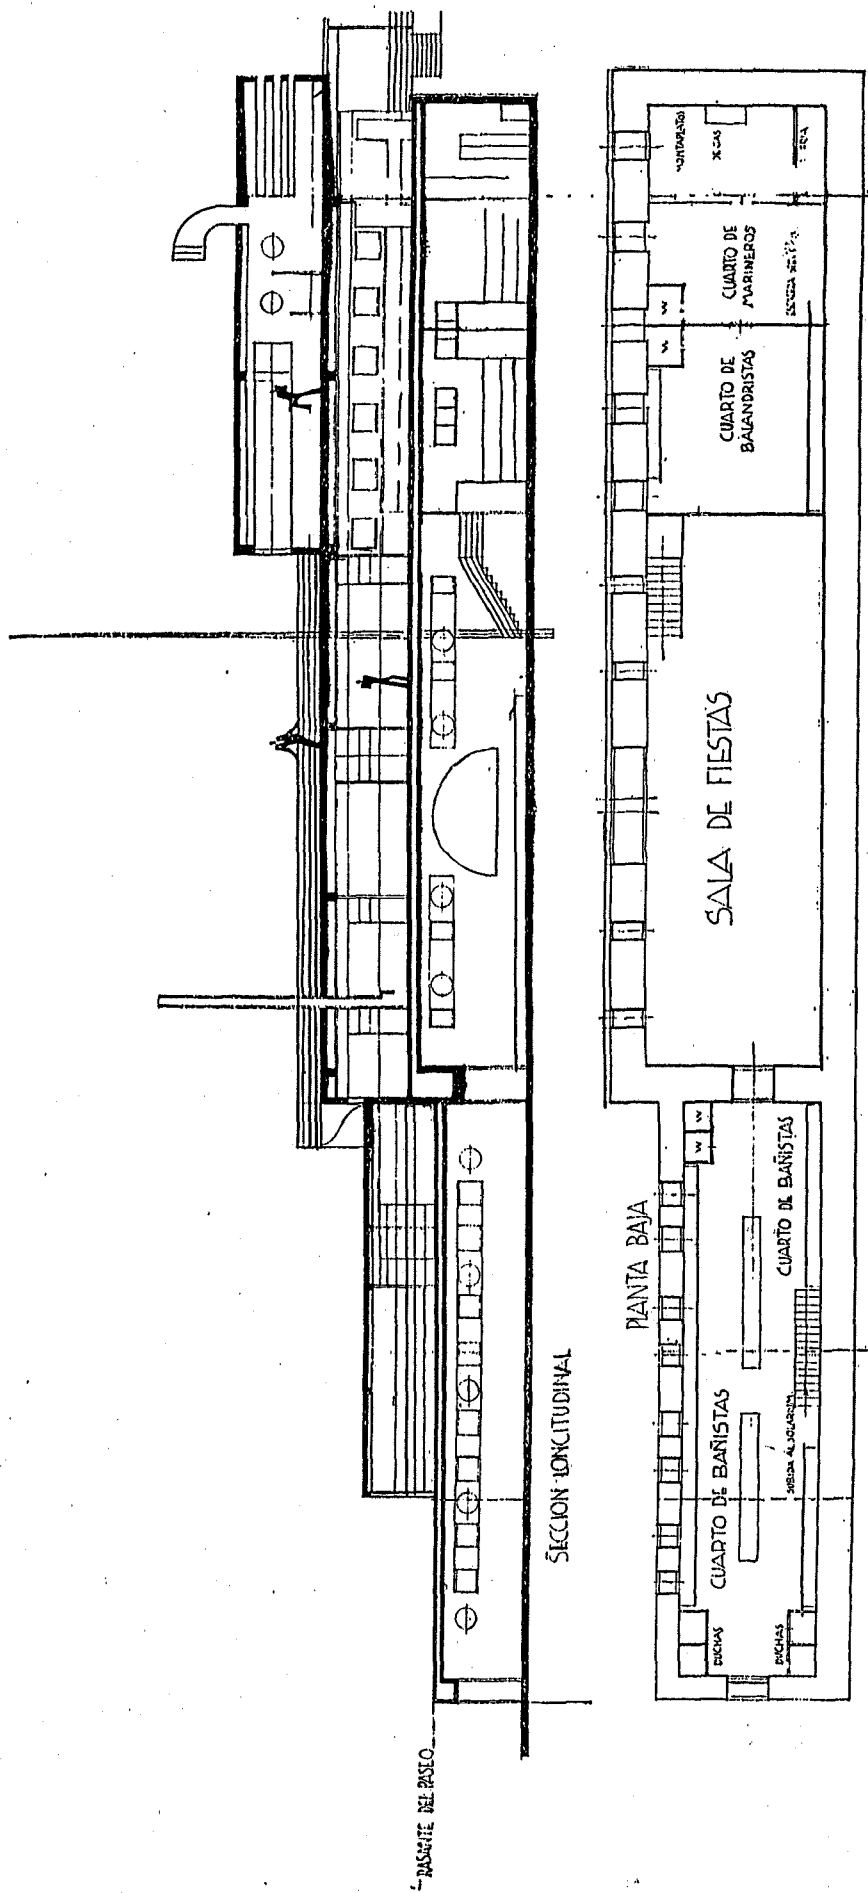 RASANTE DEL PASEO
SECCION LONGITUDINAL
PLANTA BAJA
DUCHAS
DUCHAS
CUARTO DE BAÑISTAS
SUBIDA AL SOLARIUM
CUARTO DE BAÑISTAS
W
W
SALA DE FIESTAS
CUARTO DE
BALANDRISTAS
W
W
CUARTO DE
MARINEROS
MONTAPLATOS